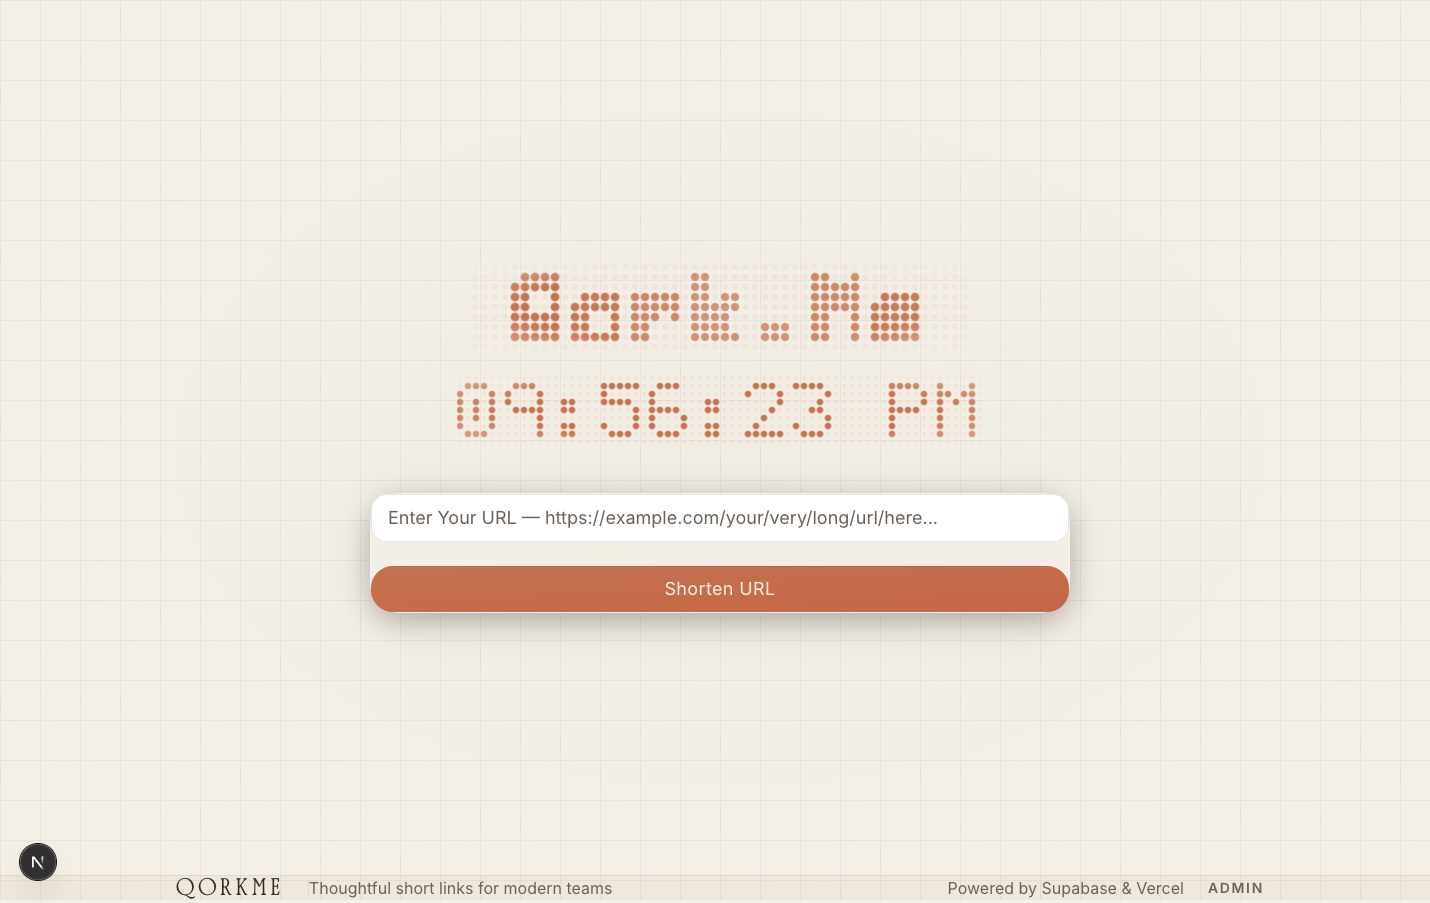 Qork.Me
09:56:23 PM
Enter Your URL — https://example.com/your/very/long/url/here...
Shorten URL
N
QORKME Thoughtful short links for modern teams Powered by Supabase & Vercel ADMIN